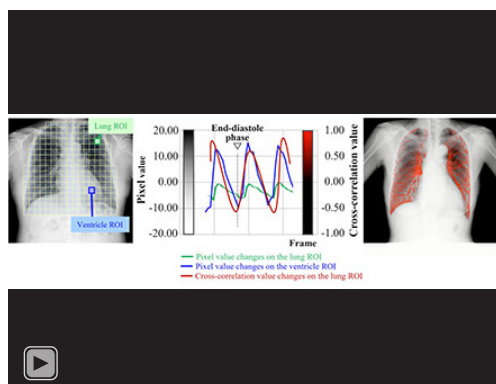 Lung ROI
Ventricle ROI
End-diastole
phase
20.00
10.00
0.00
-10.00
-20.00
Pixel value
1.00
0.50
0.00
-0.50
-1.00
Cross-correlation value
Frame
Pixel value changes on the lung ROI
Pixel value changes on the ventricle ROI
Cross-correlation value changes on the lung ROI